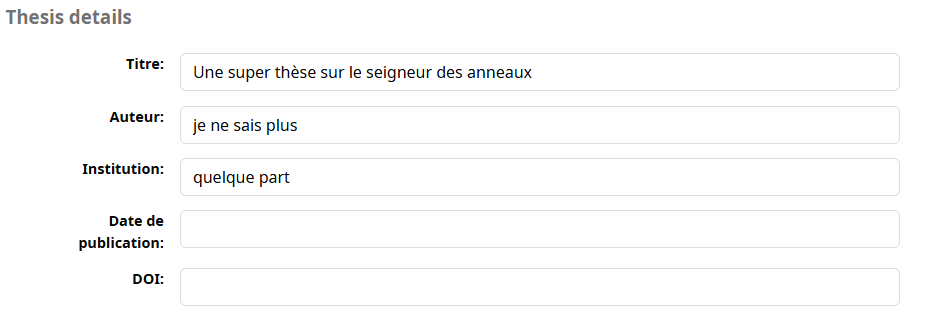 Thesis details
Titre: Une super thèse sur le seigneur des anneaux
Auteur: je ne sais plus
Institution: quelque part
Date de
publication:
DOI: